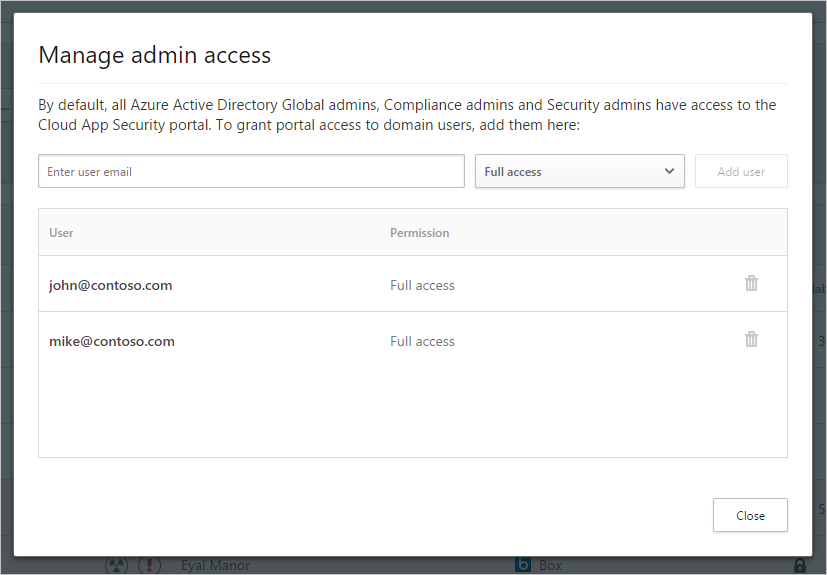 Manage admin access
By default, all Azure Active Directory Global admins, Compliance admins and Security admins have access to the
Cloud App Security portal. To grant portal access to domain users, add them here:
Enter user email
Full access
Add user
User
Permission
john@contoso.com
Full access
mike@contoso.com
Full access
Close
Eyal Manor
Box